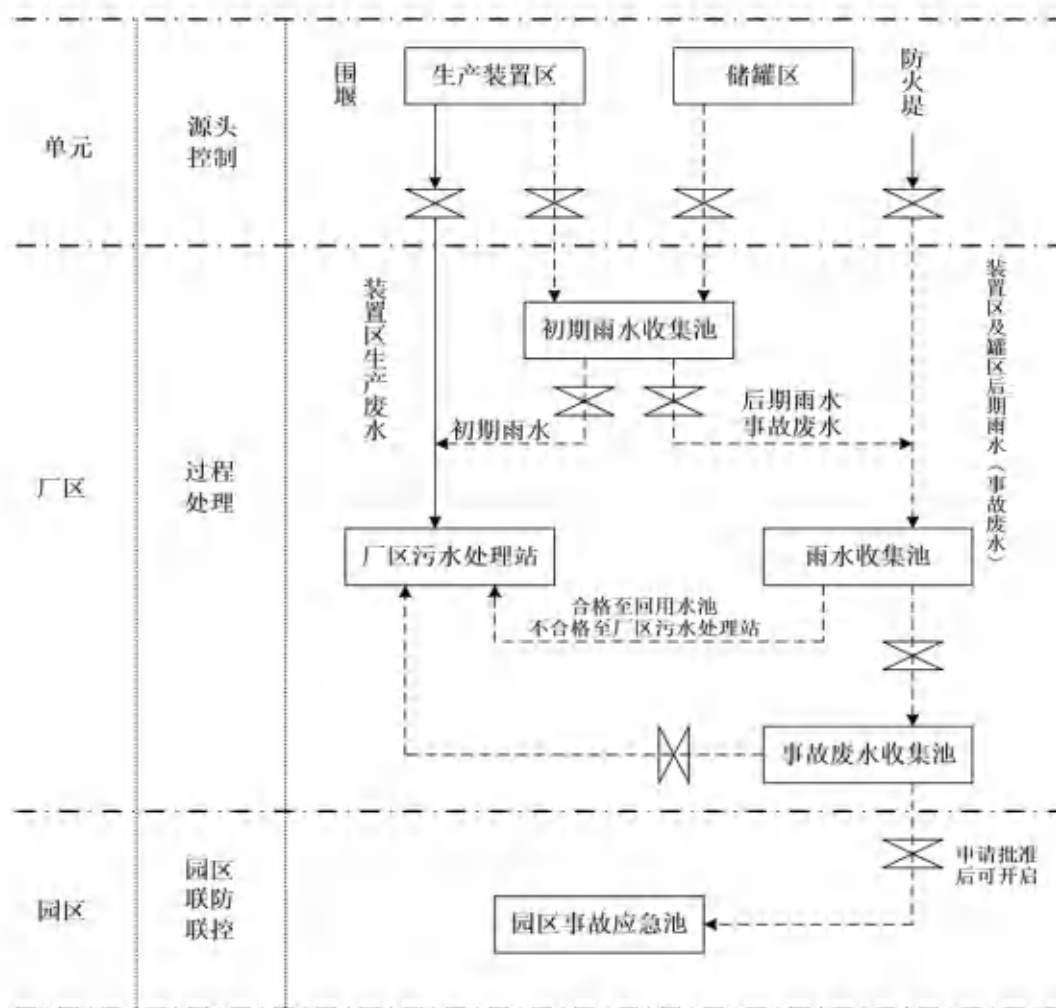 围堰
生产装置区
储罐区
防火堤
单元
源头
控制
装置区生产废水
初期雨水收集池
装置区及罐区后期雨水（事故废水）
初期雨水
后期雨水
事故废水
厂区
过程
处理
厂区污水处理站
雨水收集池
合格至回用水池
不合格至厂区污水处理站
事故废水收集池
园区
园区
联防
联控
申请批准
后可开启
园区事故应急池